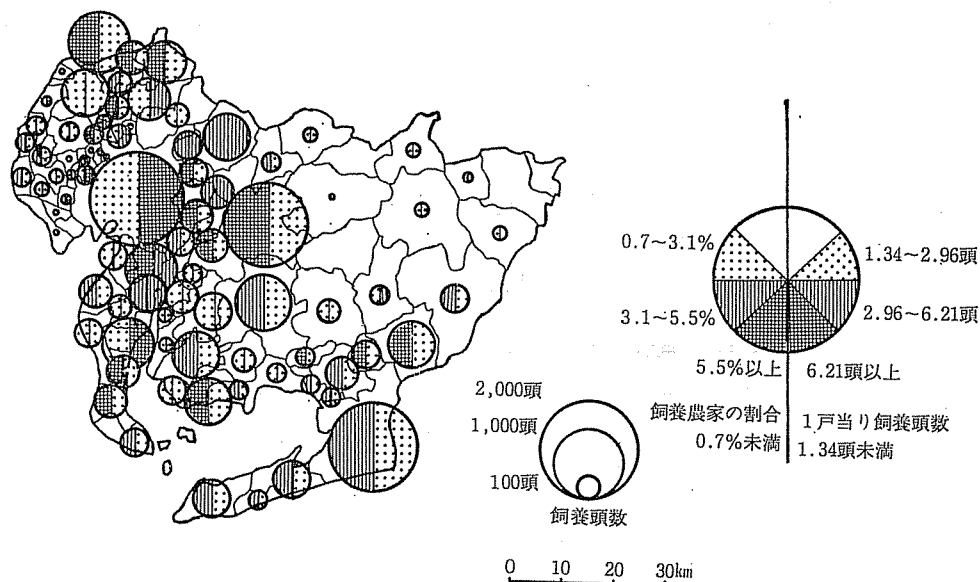 0.7〜3.1%
1.34〜2.96頭
3.1〜5.5%
2.96〜6.21頭
5.5%以上
6.21頭以上
飼養農家の割合
0.7%未満
1戸当り飼養頭数
1.34頭未満
2,000頭
1,000頭
100頭
飼養頭数
0 10 20 30km